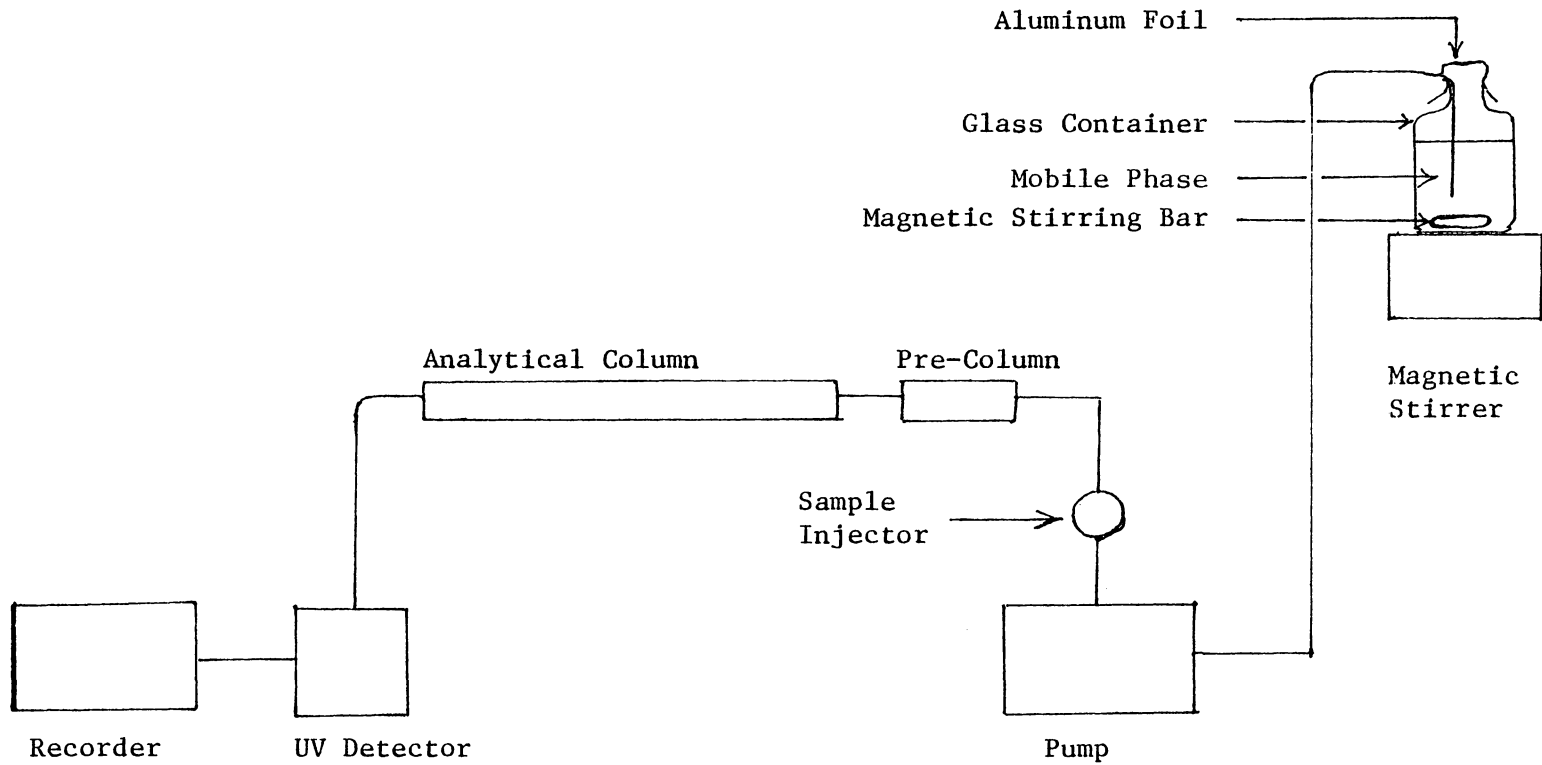 Aluminum Foil
Glass Container
Mobile Phase
Magnetic Stirring Bar
Magnetic
Stirrer
Analytical Column
Pre-Column
Sample
Injector
Recorder
UV Detector
Pump